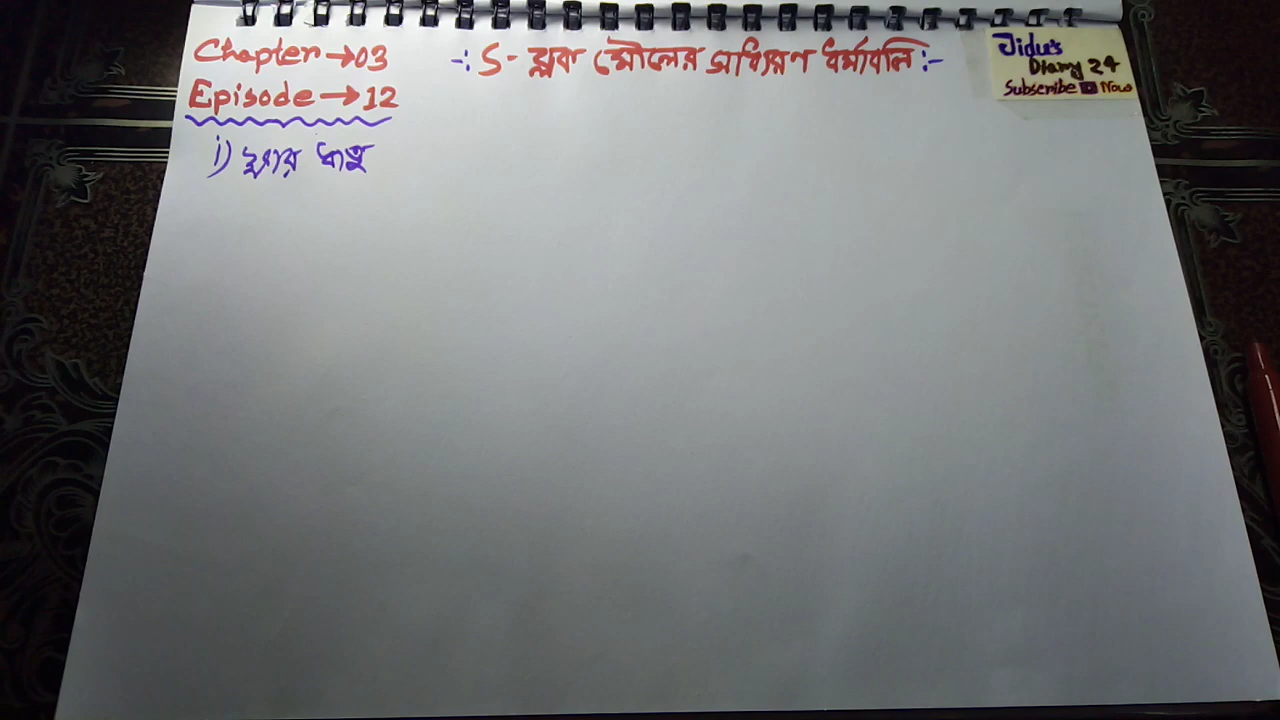 Chapter→03
Episode→12
-: S-ব্লক মৌলের সাধারণ ধর্মাবলি :-
Jidu's
Diary 24
Subscribe Now
i) ক্ষার ধাতু